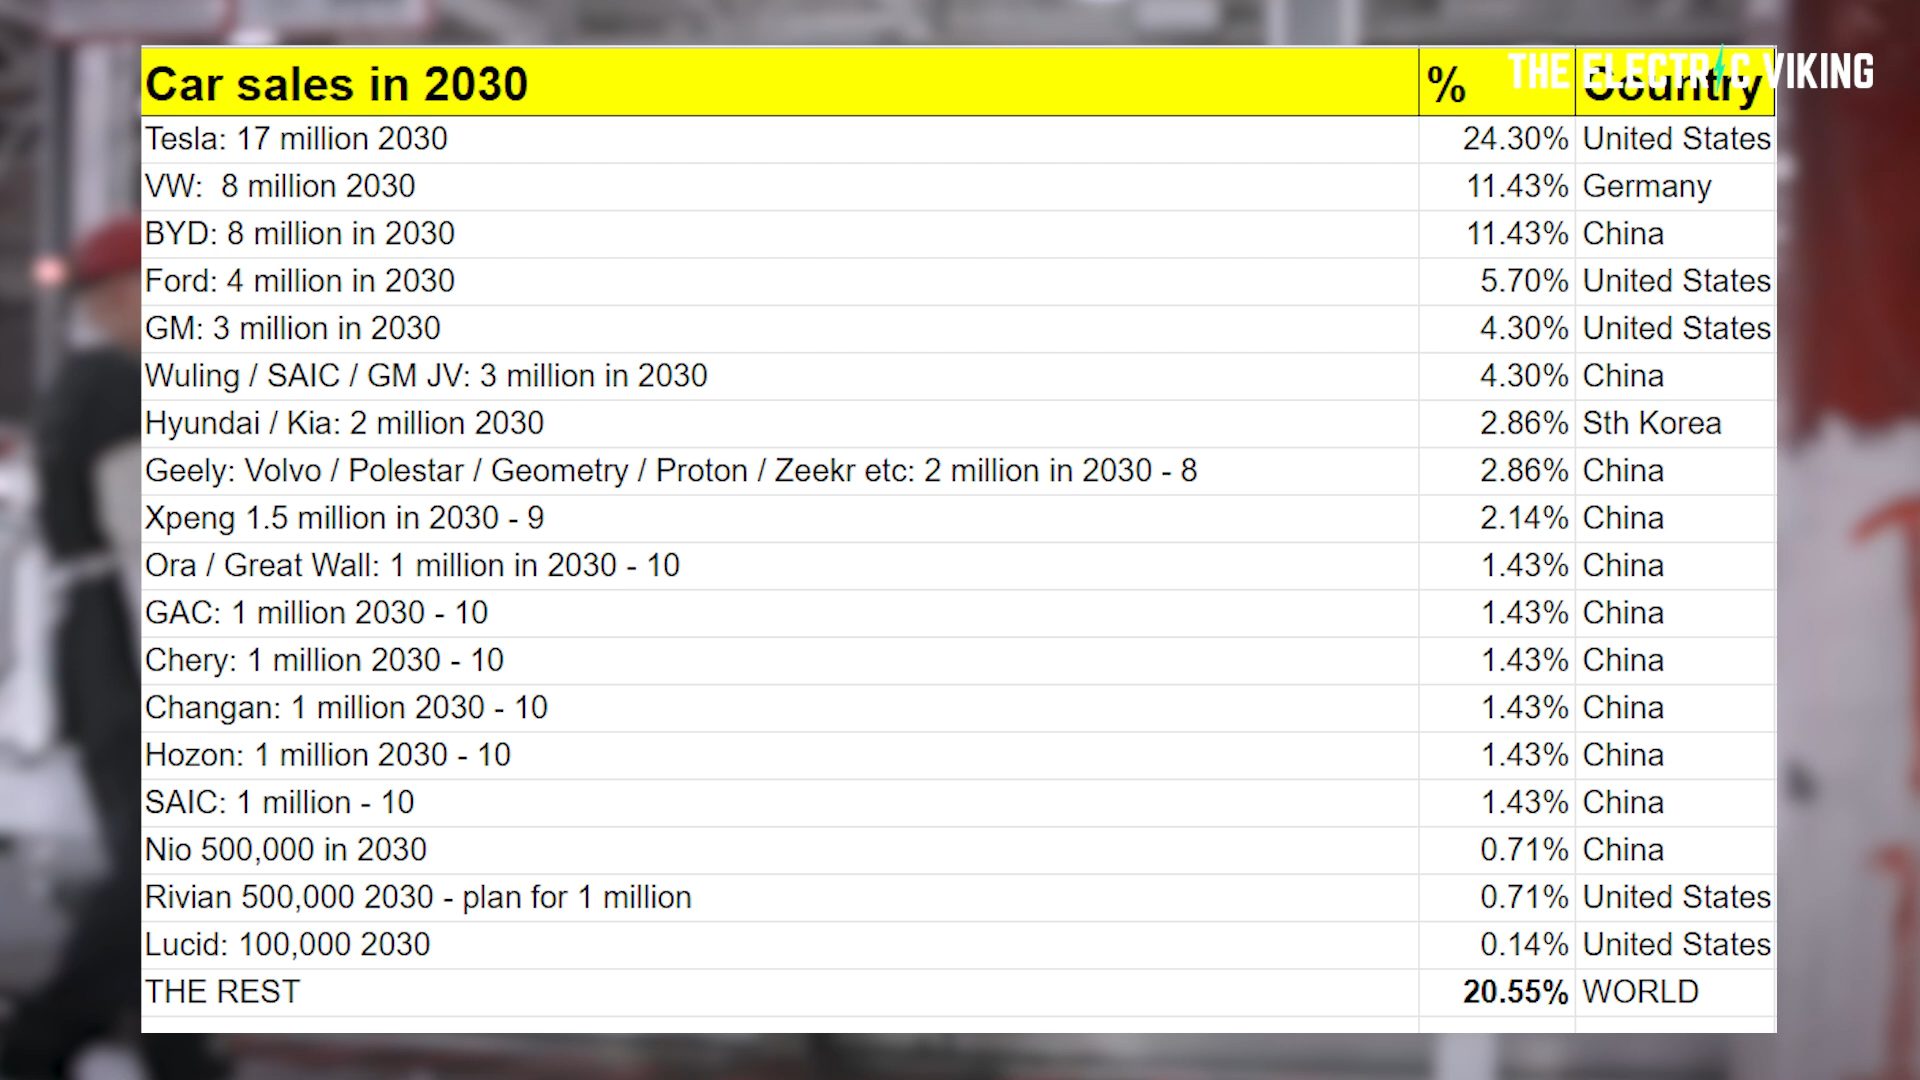 THE ELECTRIC VIKING
Car sales in 2030 % Country
Tesla: 17 million 2030 24.30% United States
VW:  8 million 2030 11.43% Germany
BYD: 8 million in 2030 11.43% China
Ford: 4 million in 2030 5.70% United States
GM: 3 million in 2030 4.30% United States
Wuling / SAIC / GM JV: 3 million in 2030 4.30% China
Hyundai / Kia: 2 million 2030 2.86% Sth Korea
Geely: Volvo / Polestar / Geometry / Proton / Zeekr etc: 2 million in 2030 - 8 2.86% China
Xpeng 1.5 million in 2030 - 9 2.14% China
Ora / Great Wall: 1 million in 2030 - 10 1.43% China
GAC: 1 million 2030 - 10 1.43% China
Chery: 1 million 2030 - 10 1.43% China
Changan: 1 million 2030 - 10 1.43% China
Hozon: 1 million 2030 - 10 1.43% China
SAIC: 1 million - 10 1.43% China
Nio 500,000 in 2030 0.71% China
Rivian 500,000 2030 - plan for 1 million 0.71% United States
Lucid: 100,000 2030 0.14% United States
THE REST 20.55% WORLD